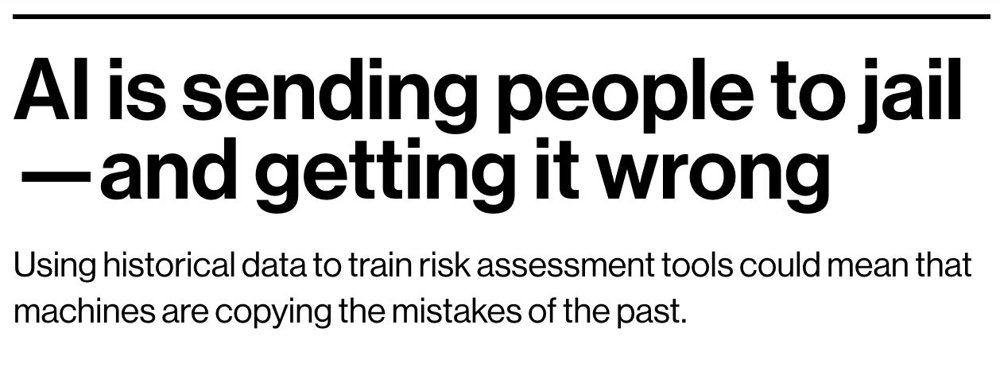 AI is sending people to jail
—and getting it wrong
Using historical data to train risk assessment tools could mean that
machines are copying the mistakes of the past.